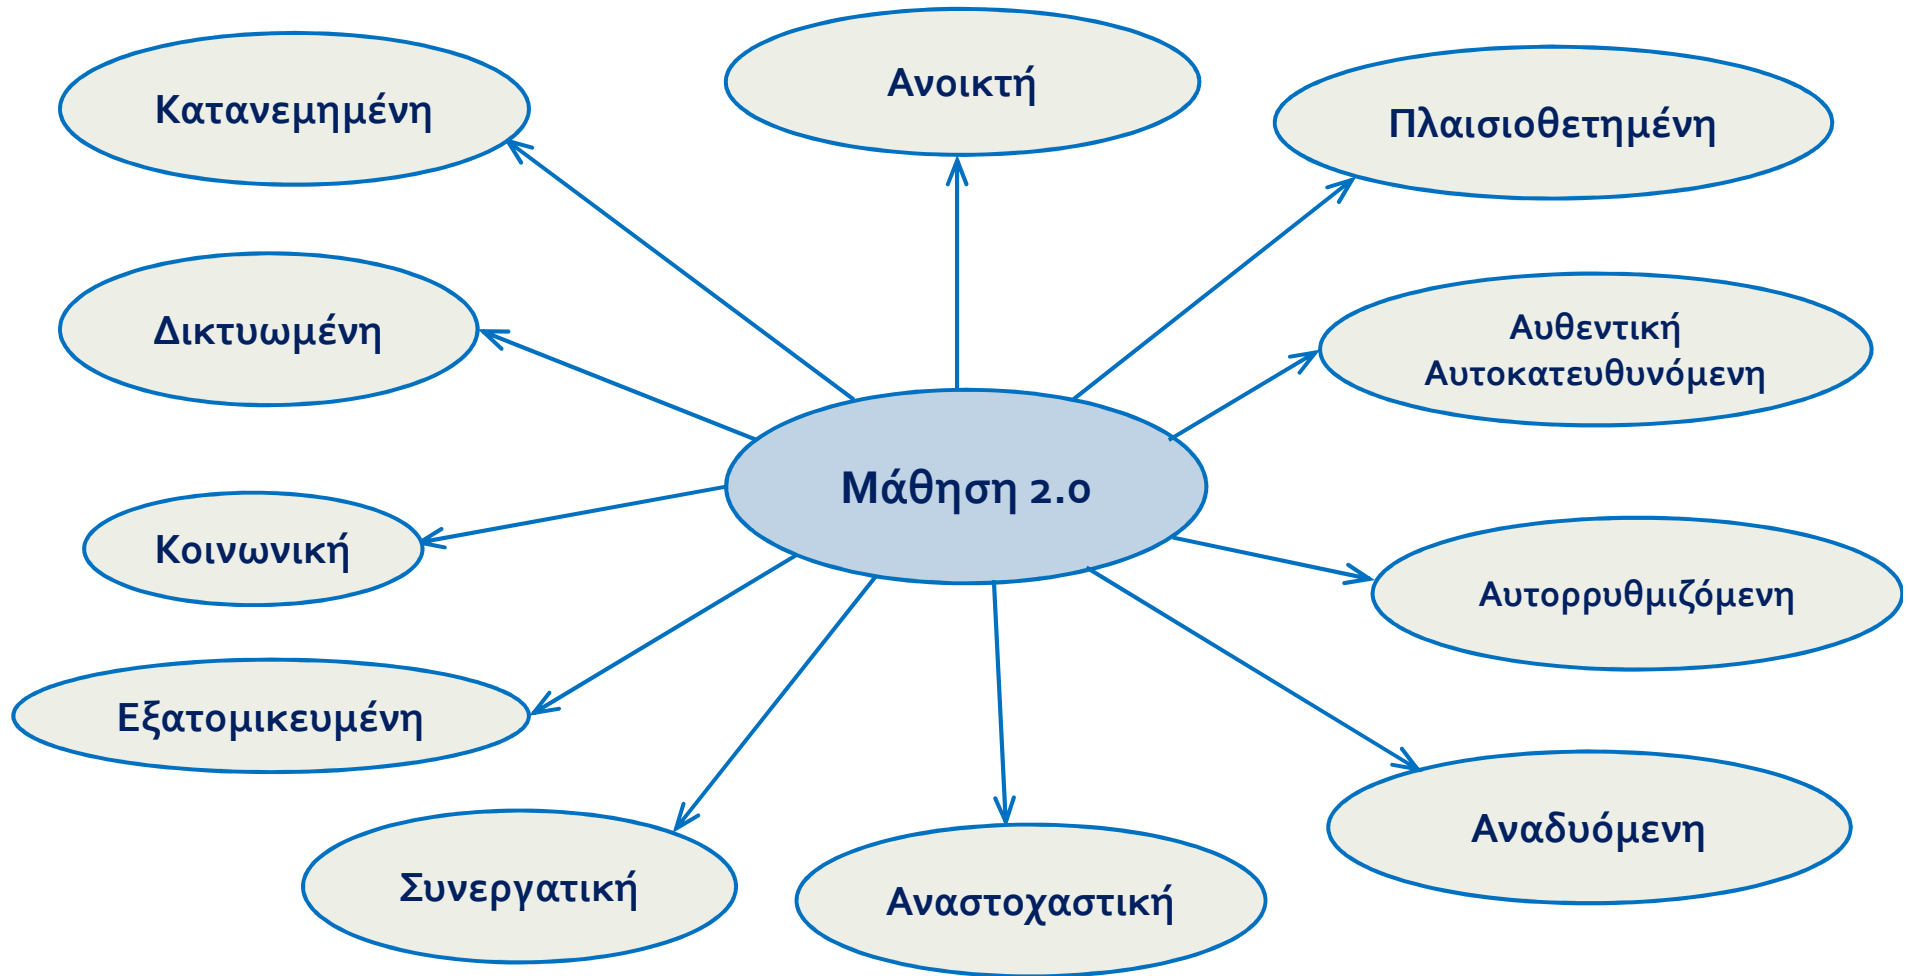 Ανοικτή
Κατανεμημένη
Πλαισιοθετημένη
Δικτυωμένη
Αυθεντική
Αυτοκατευθυνόμενη
Μάθηση 2.0
Κοινωνική
Αυτορρυθμιζόμενη
Εξατομικευμένη
Αναδυόμενη
Συνεργατική
Αναστοχαστική